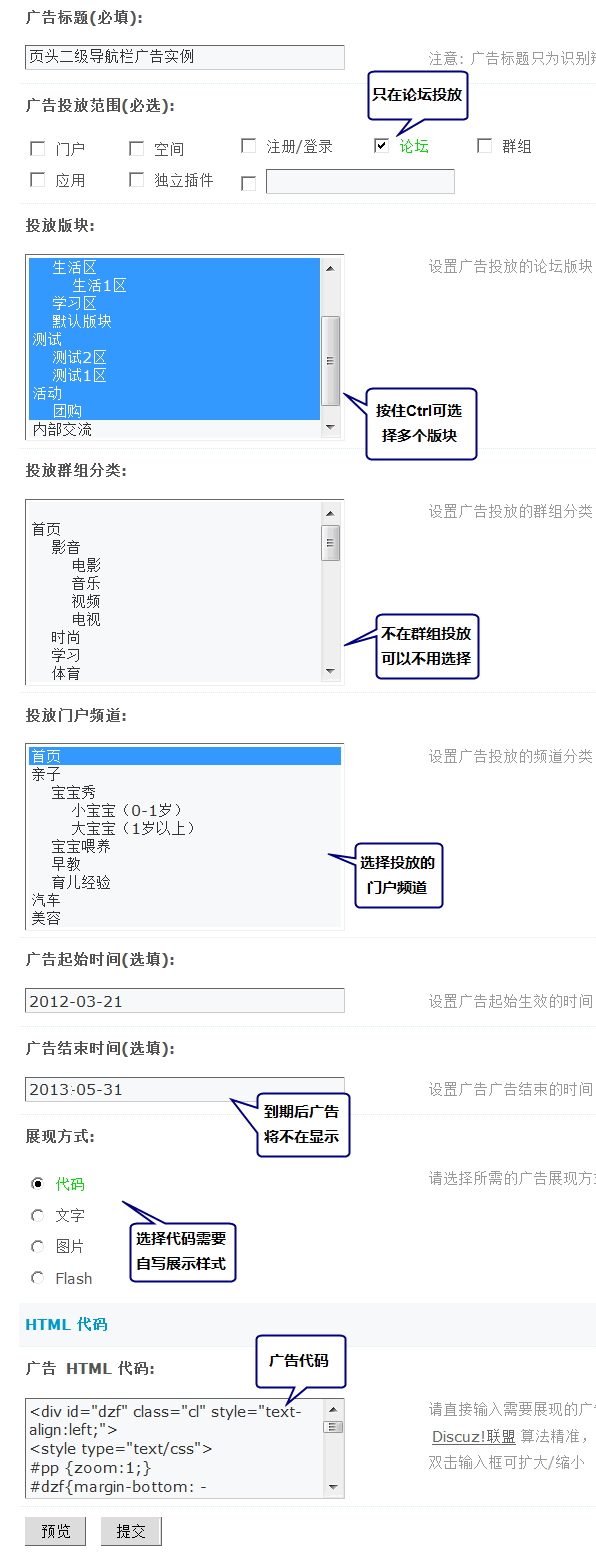 广告标题(必填):
页头二级导航栏广告实例
注意: 广告标题只为识别辨
只在论坛投放
广告投放范围(必选):
门户 空间 注册/登录 论坛 群组
应用 独立插件
投放版块:
设置广告投放的论坛版块
生活区
生活1区
学习区
默认版块
测试
测试2区
测试1区
活动
团购
内部交流
按住Ctrl可选
择多个版块
投放群组分类:
设置广告投放的群组分类
首页
影音
电影
音乐
视频
电视
时尚
学习
体育
不在群组投放
可以不用选择
投放门户频道:
设置广告投放的频道分类
首页
亲子
宝宝秀
小宝宝（0-1岁）
大宝宝（1岁以上）
宝宝喂养
早教
育儿经验
汽车
美容
选择投放的
门户频道
广告起始时间(选填):
2012-03-21
设置广告起始生效的时间
广告结束时间(选填):
2013-05-31
设置广告广告结束的时间
到期后广告
将不在显示
展现方式:
请选择所需的广告展现方式
代码
文字
图片
Flash
选择代码需要
自写展示样式
HTML 代码
广告代码
广告 HTML 代码:
<div id="dzf" class="cl" style="text-
align:left;">
<style type="text/css">
#pp {zoom:1;}
#dzf{margin-bottom: -
请直接输入需要展现的广告
Discuz!联盟 算法精准，
双击输入框可扩大/缩小
预览 提交